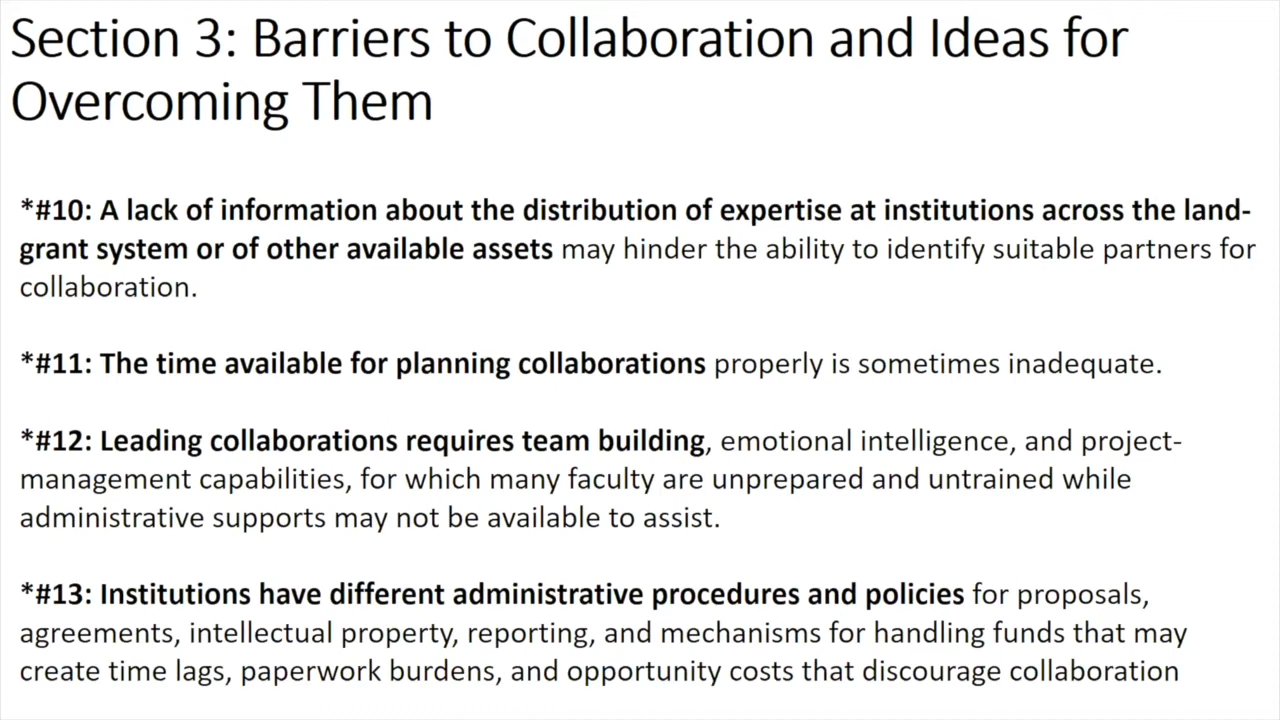 Section 3: Barriers to Collaboration and Ideas for
Overcoming Them
*#10: A lack of information about the distribution of expertise at institutions across the land-
grant system or of other available assets may hinder the ability to identify suitable partners for
collaboration.
*#11: The time available for planning collaborations properly is sometimes inadequate.
*#12: Leading collaborations requires team building, emotional intelligence, and project-
management capabilities, for which many faculty are unprepared and untrained while
administrative supports may not be available to assist.
*#13: Institutions have different administrative procedures and policies for proposals,
agreements, intellectual property, reporting, and mechanisms for handling funds that may
create time lags, paperwork burdens, and opportunity costs that discourage collaboration